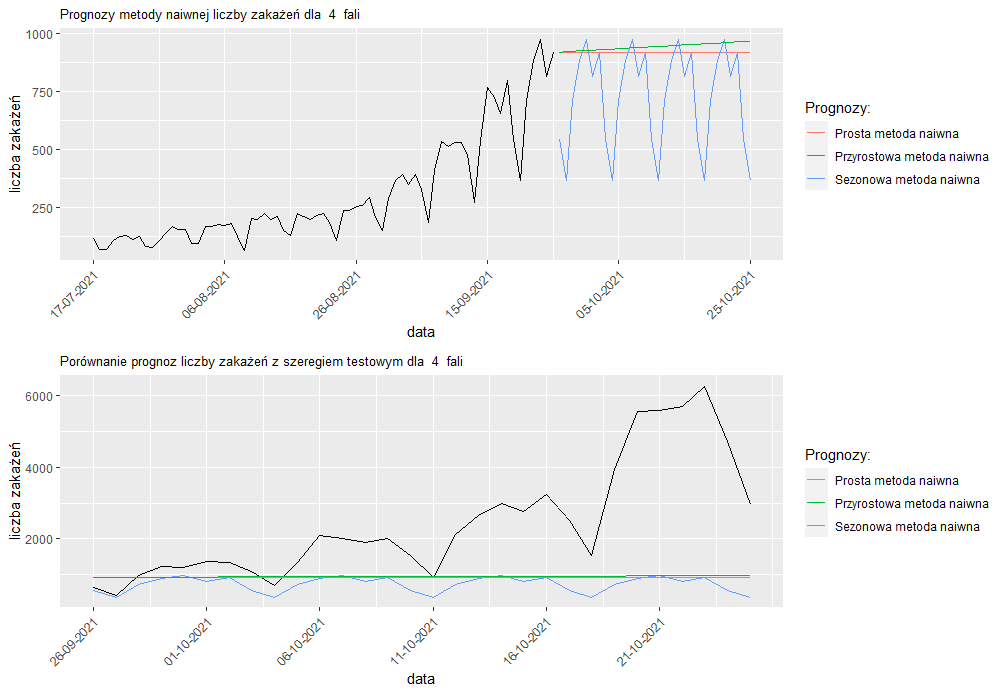 Prognozy metody naiwnej liczby zakażeń dla  4  fali
1000
750
500
250
liczba zakażeń
17-07-2021
06-08-2021
26-08-2021
15-09-2021
05-10-2021
25-10-2021
data
Prognozy:
Prosta metoda naiwna
Przyrostowa metoda naiwna
Sezonowa metoda naiwna
Porównanie prognoz liczby zakażeń z szeregiem testowym dla  4  fali
6000
4000
2000
liczba zakażeń
26-09-2021
01-10-2021
06-10-2021
11-10-2021
16-10-2021
21-10-2021
data
Prognozy:
Prosta metoda naiwna
Przyrostowa metoda naiwna
Sezonowa metoda naiwna